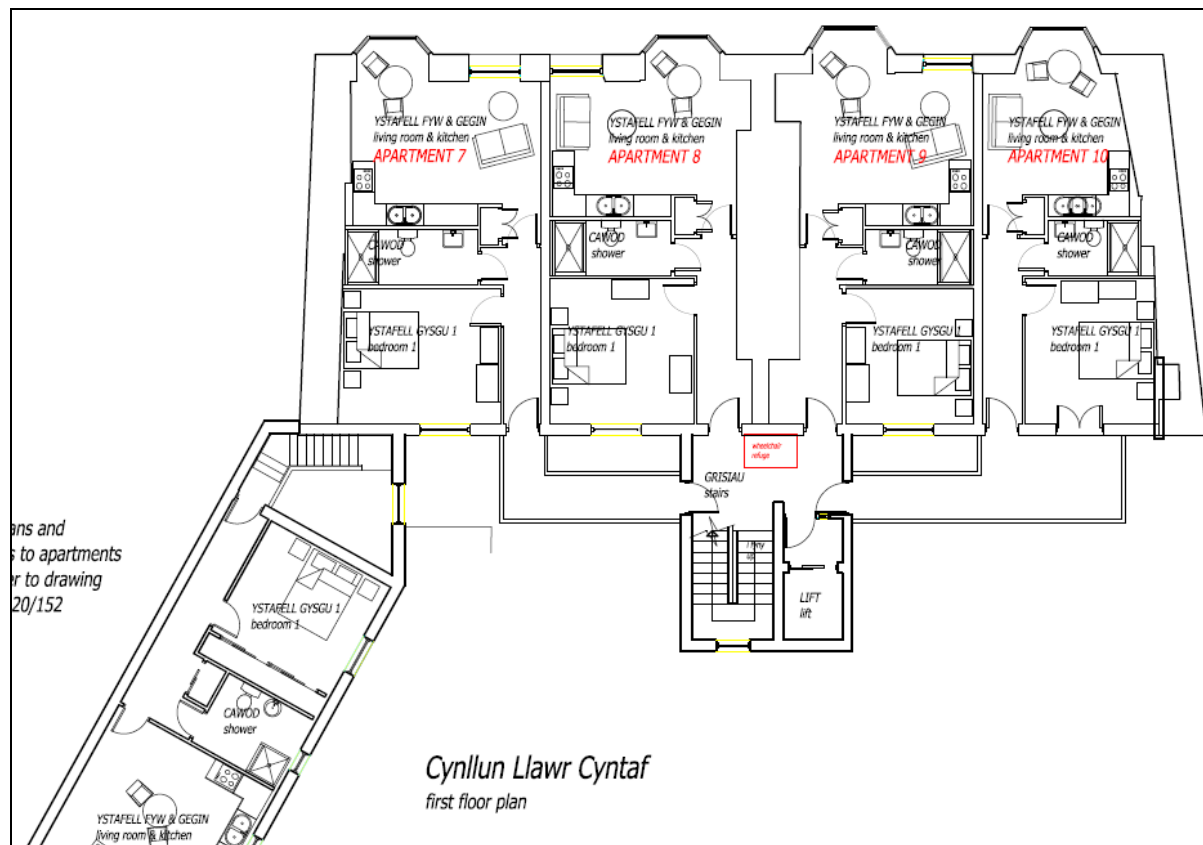 YSTAFELL FYW & GEGIN
living room & kitchen
APARTMENT 7
YSTAFELL FYW & GEGIN
living room & kitchen
APARTMENT 8
YSTAFELL FYW & GEGIN
living room & kitchen
APARTMENT 9
YSTAFELL FYW & GEGIN
living room & kitchen
APARTMENT 10
CAWOD
shower
CAWOD
shower
CAWOD
shower
CAWOD
shower
YSTAFELL GYSGU 1
bedroom 1
YSTAFELL GYSGU 1
bedroom 1
YSTAFELL GYSGU 1
bedroom 1
YSTAFELL GYSGU 1
bedroom 1
wheelchair
refuge
GRISIAU
stairs
up
LIFT
lift
ans and
s to apartments
er to drawing
20/152
YSTAFELL GYSGU 1
bedroom 1
CAWOD
shower
YSTAFELL FYW & GEGIN
living room & kitchen
Cynllun Llawr Cyntaf
first floor plan